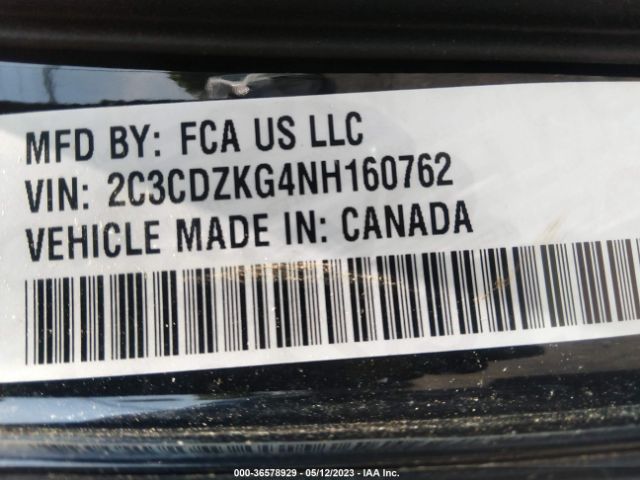 MFD BY: FCA US LLC
VIN: 2C3CDZKG4NH160762
VEHICLE MADE IN: CANADA
000-36578929 - 05/12/2023 - IAA Inc.